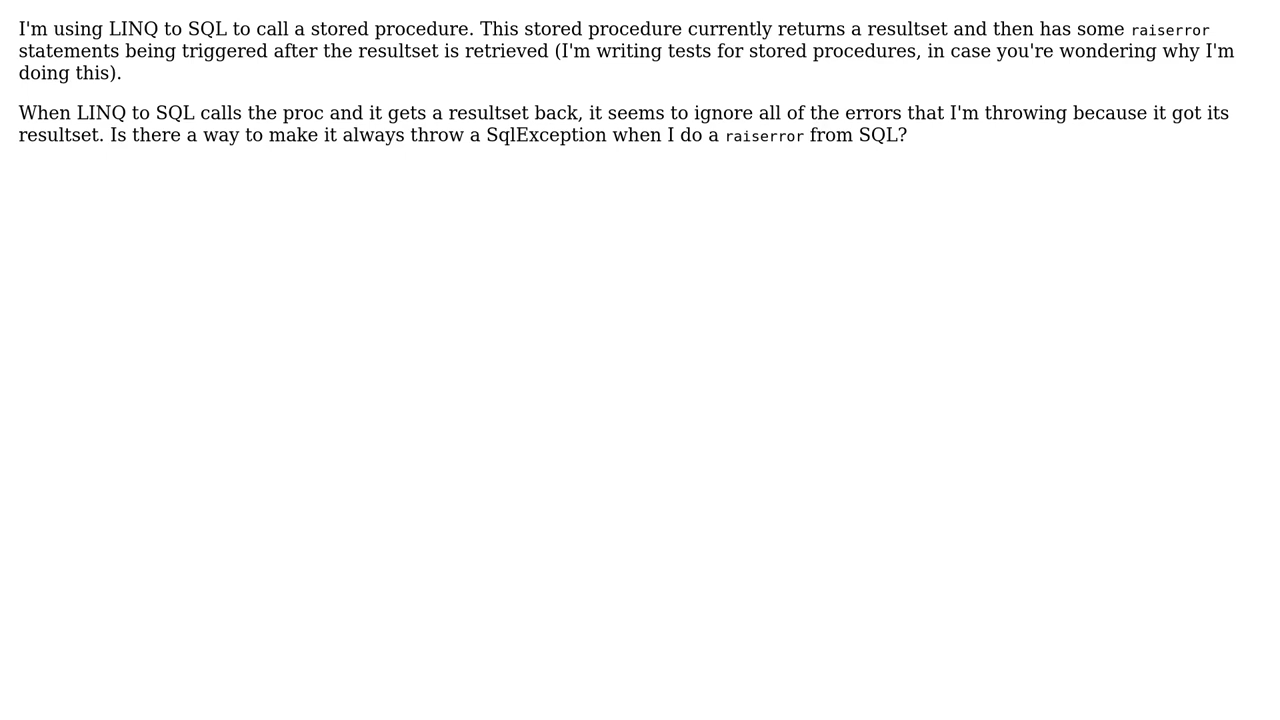 I'm using LINQ to SQL to call a stored procedure. This stored procedure currently returns a resultset and then has some raiserror
statements being triggered after the resultset is retrieved (I'm writing tests for stored procedures, in case you're wondering why I'm
doing this).
When LINQ to SQL calls the proc and it gets a resultset back, it seems to ignore all of the errors that I'm throwing because it got its
resultset. Is there a way to make it always throw a SqlException when I do a raiserror from SQL?